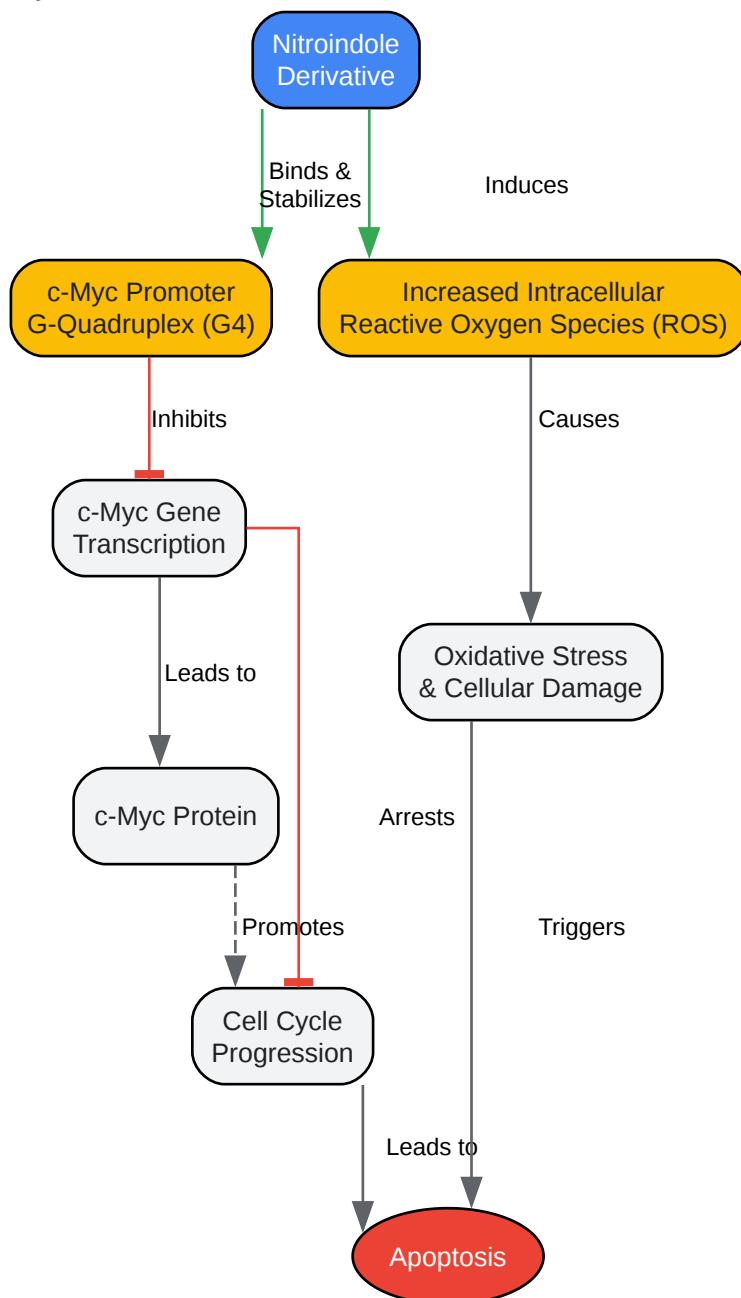 Nitroindole
Derivative
Binds &
Stabilizes
Induces
c-Myc Promoter
G-Quadruplex (G4)
Increased Intracellular
Reactive Oxygen Species (ROS)
Inhibits
Causes
c-Myc Gene
Transcription
Leads to
Oxidative Stress
& Cellular Damage
c-Myc Protein
Arrests
Promotes
Triggers
Cell Cycle
Progression
Leads to
Apoptosis